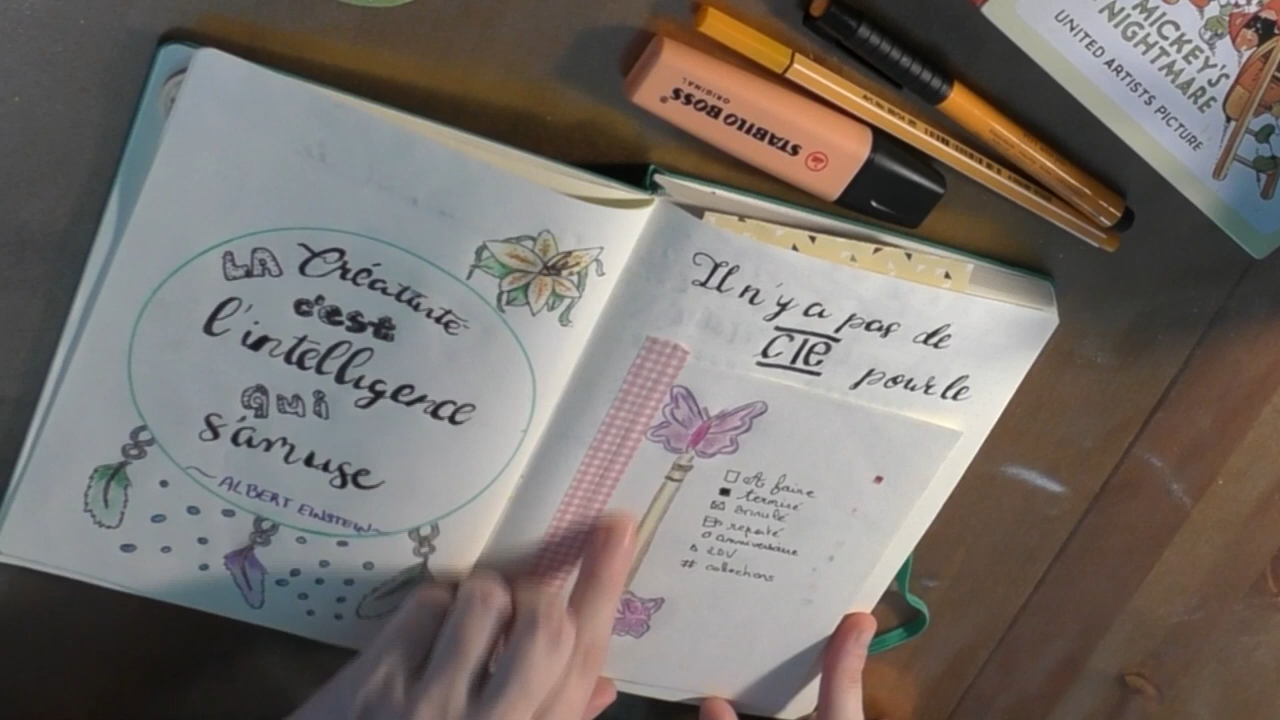 LA Créativité
c'est
l'intelligence
qui
s'amuse
~ALBERT EINSTEIN~
Il n'y a pas de
CLE pour le
A faire
terminé
annulé
reporté
anniversaire
RDV
# collections
STABILO BOSS
ORIGINAL
MICKEY'S
NIGHTMARE
UNITED ARTISTS PICTURE